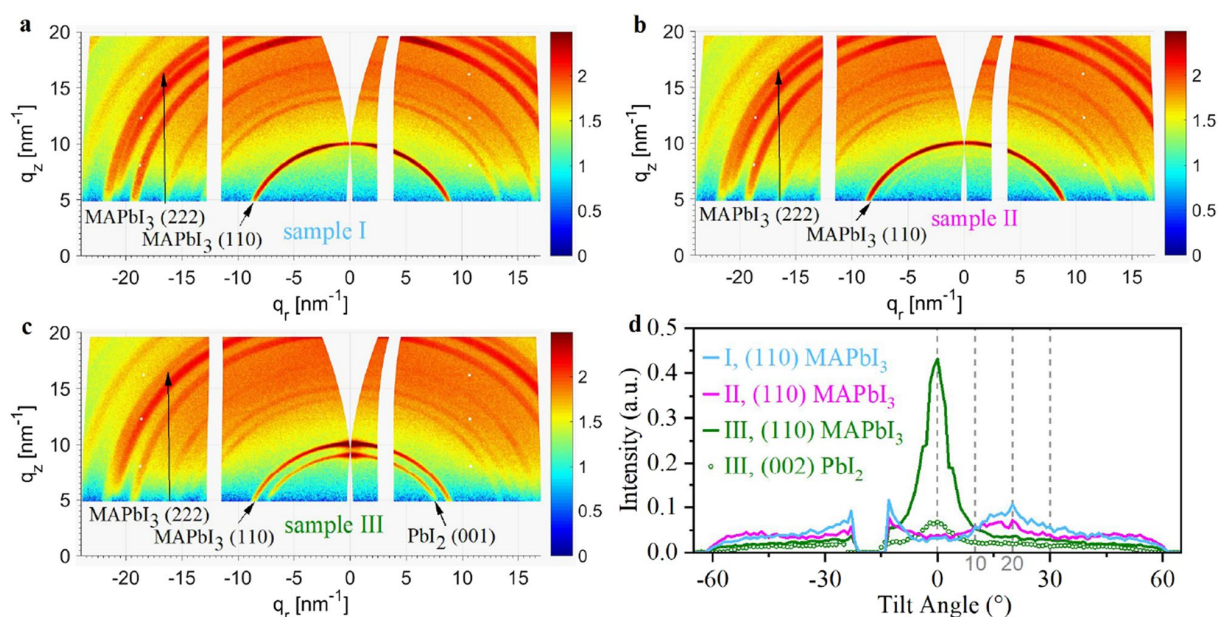 a
20
15
10
5
0
q_z [nm⁻¹]
2
1.5
1
0.5
0
MAPbI₃ (222)
MAPbI₃ (110)
sample I
-20 -15 -10 -5 0 5 10 15
q_r [nm⁻¹]
b
20
15
10
5
0
q_z [nm⁻¹]
2
1.5
1
0.5
0
MAPbI₃ (222)
MAPbI₃ (110)
sample II
-20 -15 -10 -5 0 5 10 15
q_r [nm⁻¹]
c
20
15
10
5
0
q_z [nm⁻¹]
2
1.5
1
0.5
0
MAPbI₃ (222)
MAPbI₃ (110)
sample III
PbI₂ (001)
-20 -15 -10 -5 0 5 10 15
q_r [nm⁻¹]
d
0.5
0.4
0.3
0.2
0.1
0.0
Intensity (a.u.)
I, (110) MAPbI₃
II, (110) MAPbI₃
III, (110) MAPbI₃
III, (002) PbI₂
10 20
-60 -30 0 30 60
Tilt Angle (°)